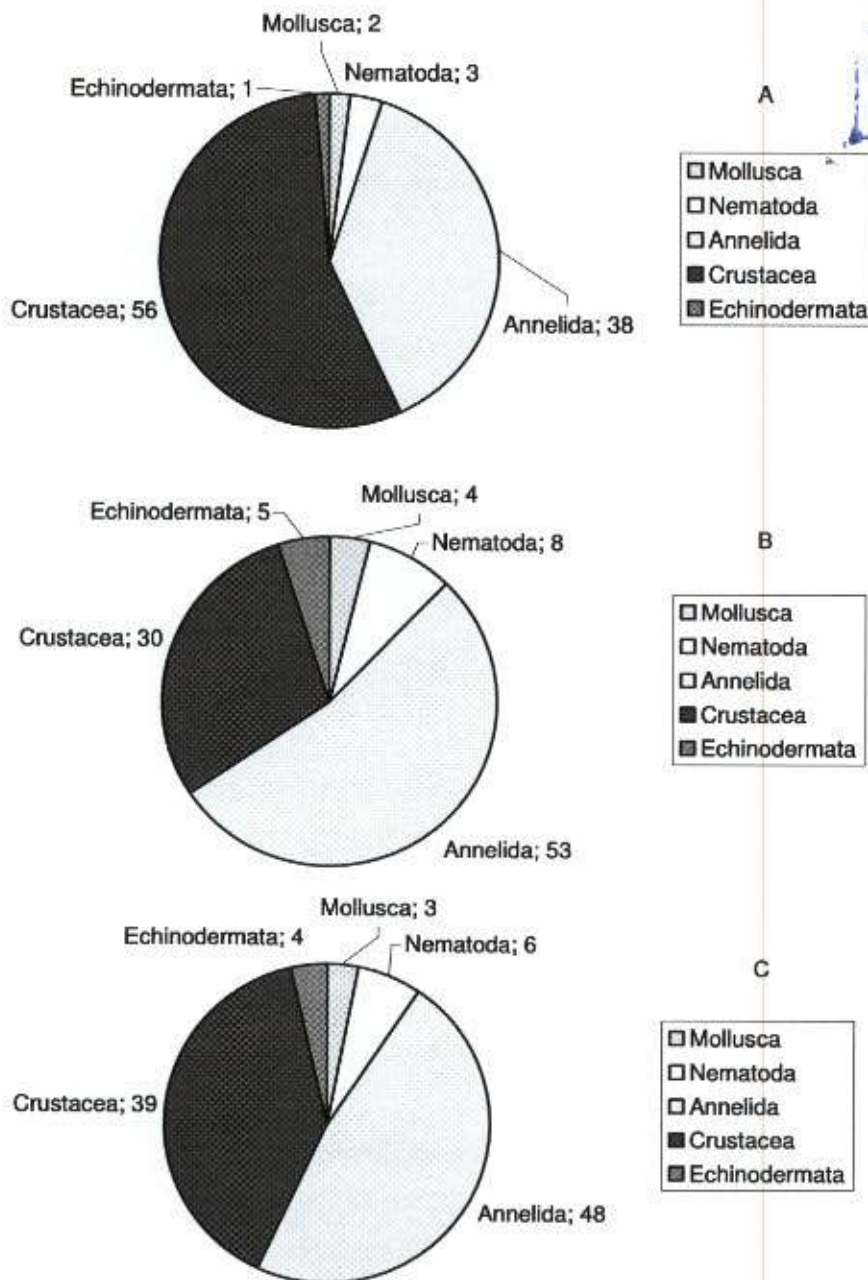 Mollusca; 2
Nematoda; 3
Echinodermata; 1
Crustacea; 56
Annelida; 38
A
Mollusca
Nematoda
Annelida
Crustacea
Echinodermata
Mollusca; 4
Echinodermata; 5
Nematoda; 8
Crustacea; 30
Annelida; 53
B
Mollusca
Nematoda
Annelida
Crustacea
Echinodermata
Mollusca; 3
Echinodermata; 4
Nematoda; 6
Crustacea; 39
Annelida; 48
C
Mollusca
Nematoda
Annelida
Crustacea
Echinodermata